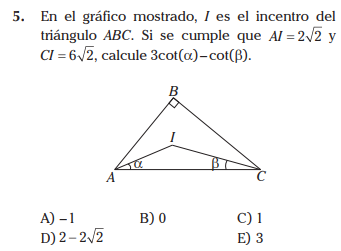 5. En el gráfico mostrado, I es el incentro del
triángulo ABC. Si se cumple que AI=2√2 y
CI=6√2, calcule 3cot(α)–cot(β).
B
I
α
β
A
C
A) –1 B) 0 C) 1
D) 2–2√2 E) 3